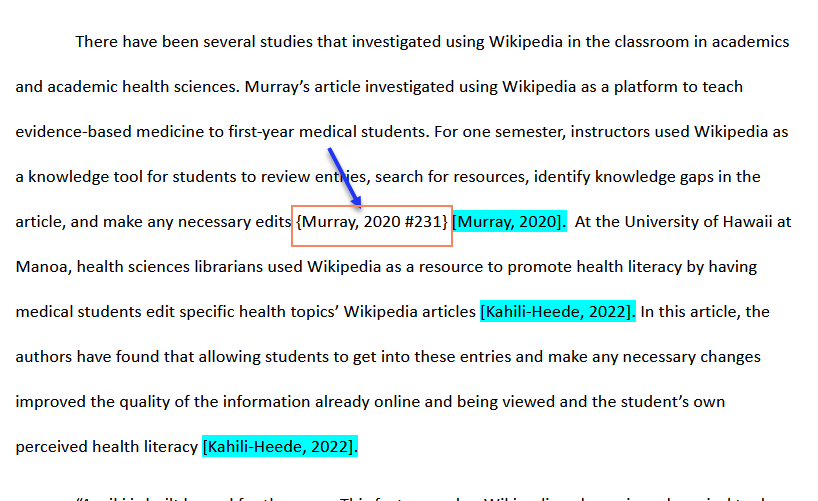 There have been several studies that investigated using Wikipedia in the classroom in academics
and academic health sciences. Murray’s article investigated using Wikipedia as a platform to teach
evidence-based medicine to first-year medical students. For one semester, instructors used Wikipedia as
a knowledge tool for students to review entries, search for resources, identify knowledge gaps in the
article, and make any necessary edits {Murray, 2020 #231} [Murray, 2020]. At the University of Hawaii at
Manoa, health sciences librarians used Wikipedia as a resource to promote health literacy by having
medical students edit specific health topics’ Wikipedia articles [Kahili-Heede, 2022]. In this article, the
authors have found that allowing students to get into these entries and make any necessary changes
improved the quality of the information already online and being viewed and the student’s own
perceived health literacy [Kahili-Heede, 2022].